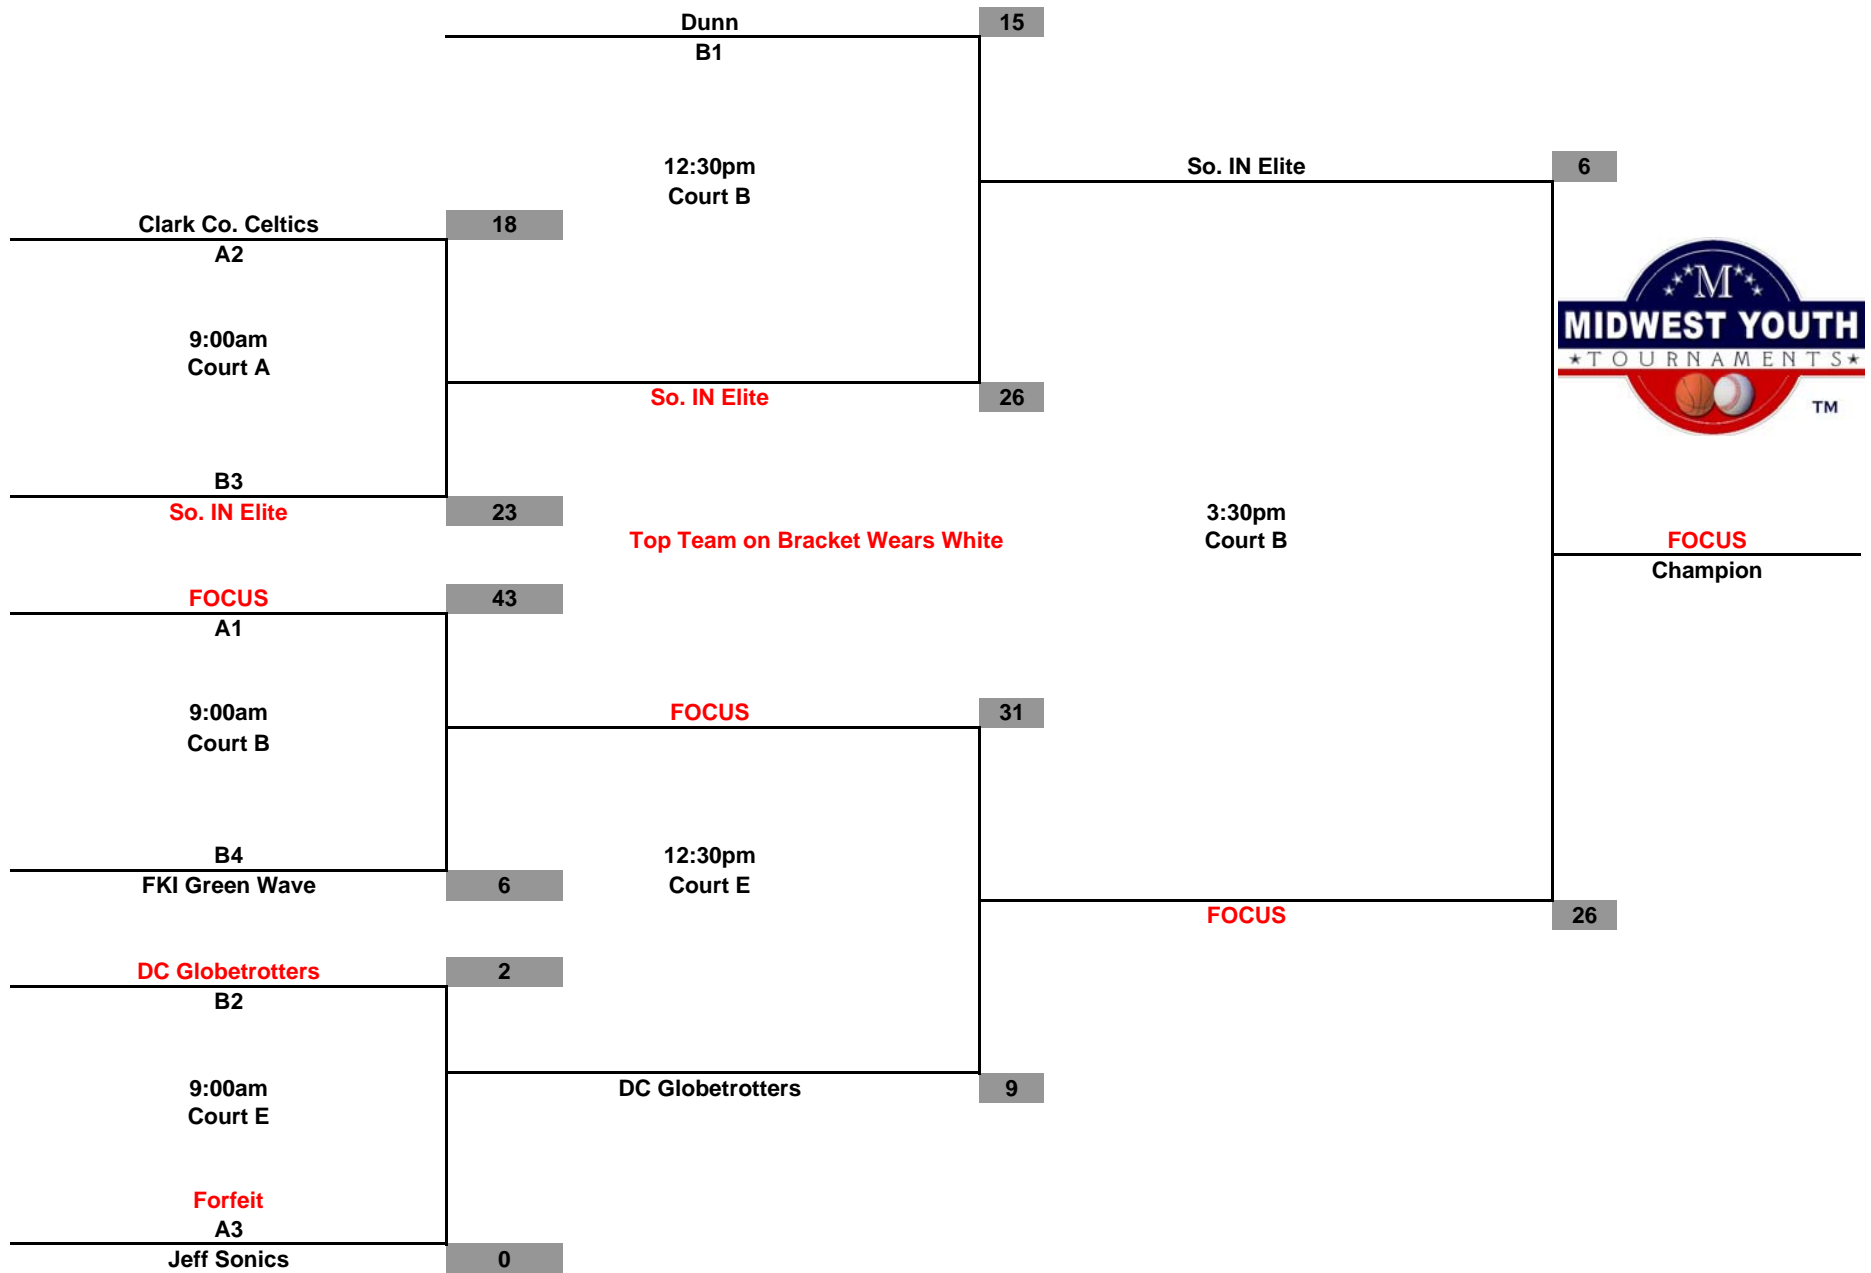 Dunn 15
B1
12:30pm
Court B
So. IN Elite 6
Clark Co. Celtics 18
A2
9:00am
Court A
M
MIDWEST YOUTH
★TOURNAMENTS★
TM
So. IN Elite 26
B3
So. IN Elite 23
Top Team on Bracket Wears White
3:30pm
Court B
FOCUS
Champion
FOCUS 43
A1
9:00am
Court B
FOCUS 31
B4
FKI Green Wave 6
12:30pm
Court E
FOCUS 26
DC Globetrotters 2
B2
9:00am
Court E
DC Globetrotters 9
Forfeit
A3
Jeff Sonics 0